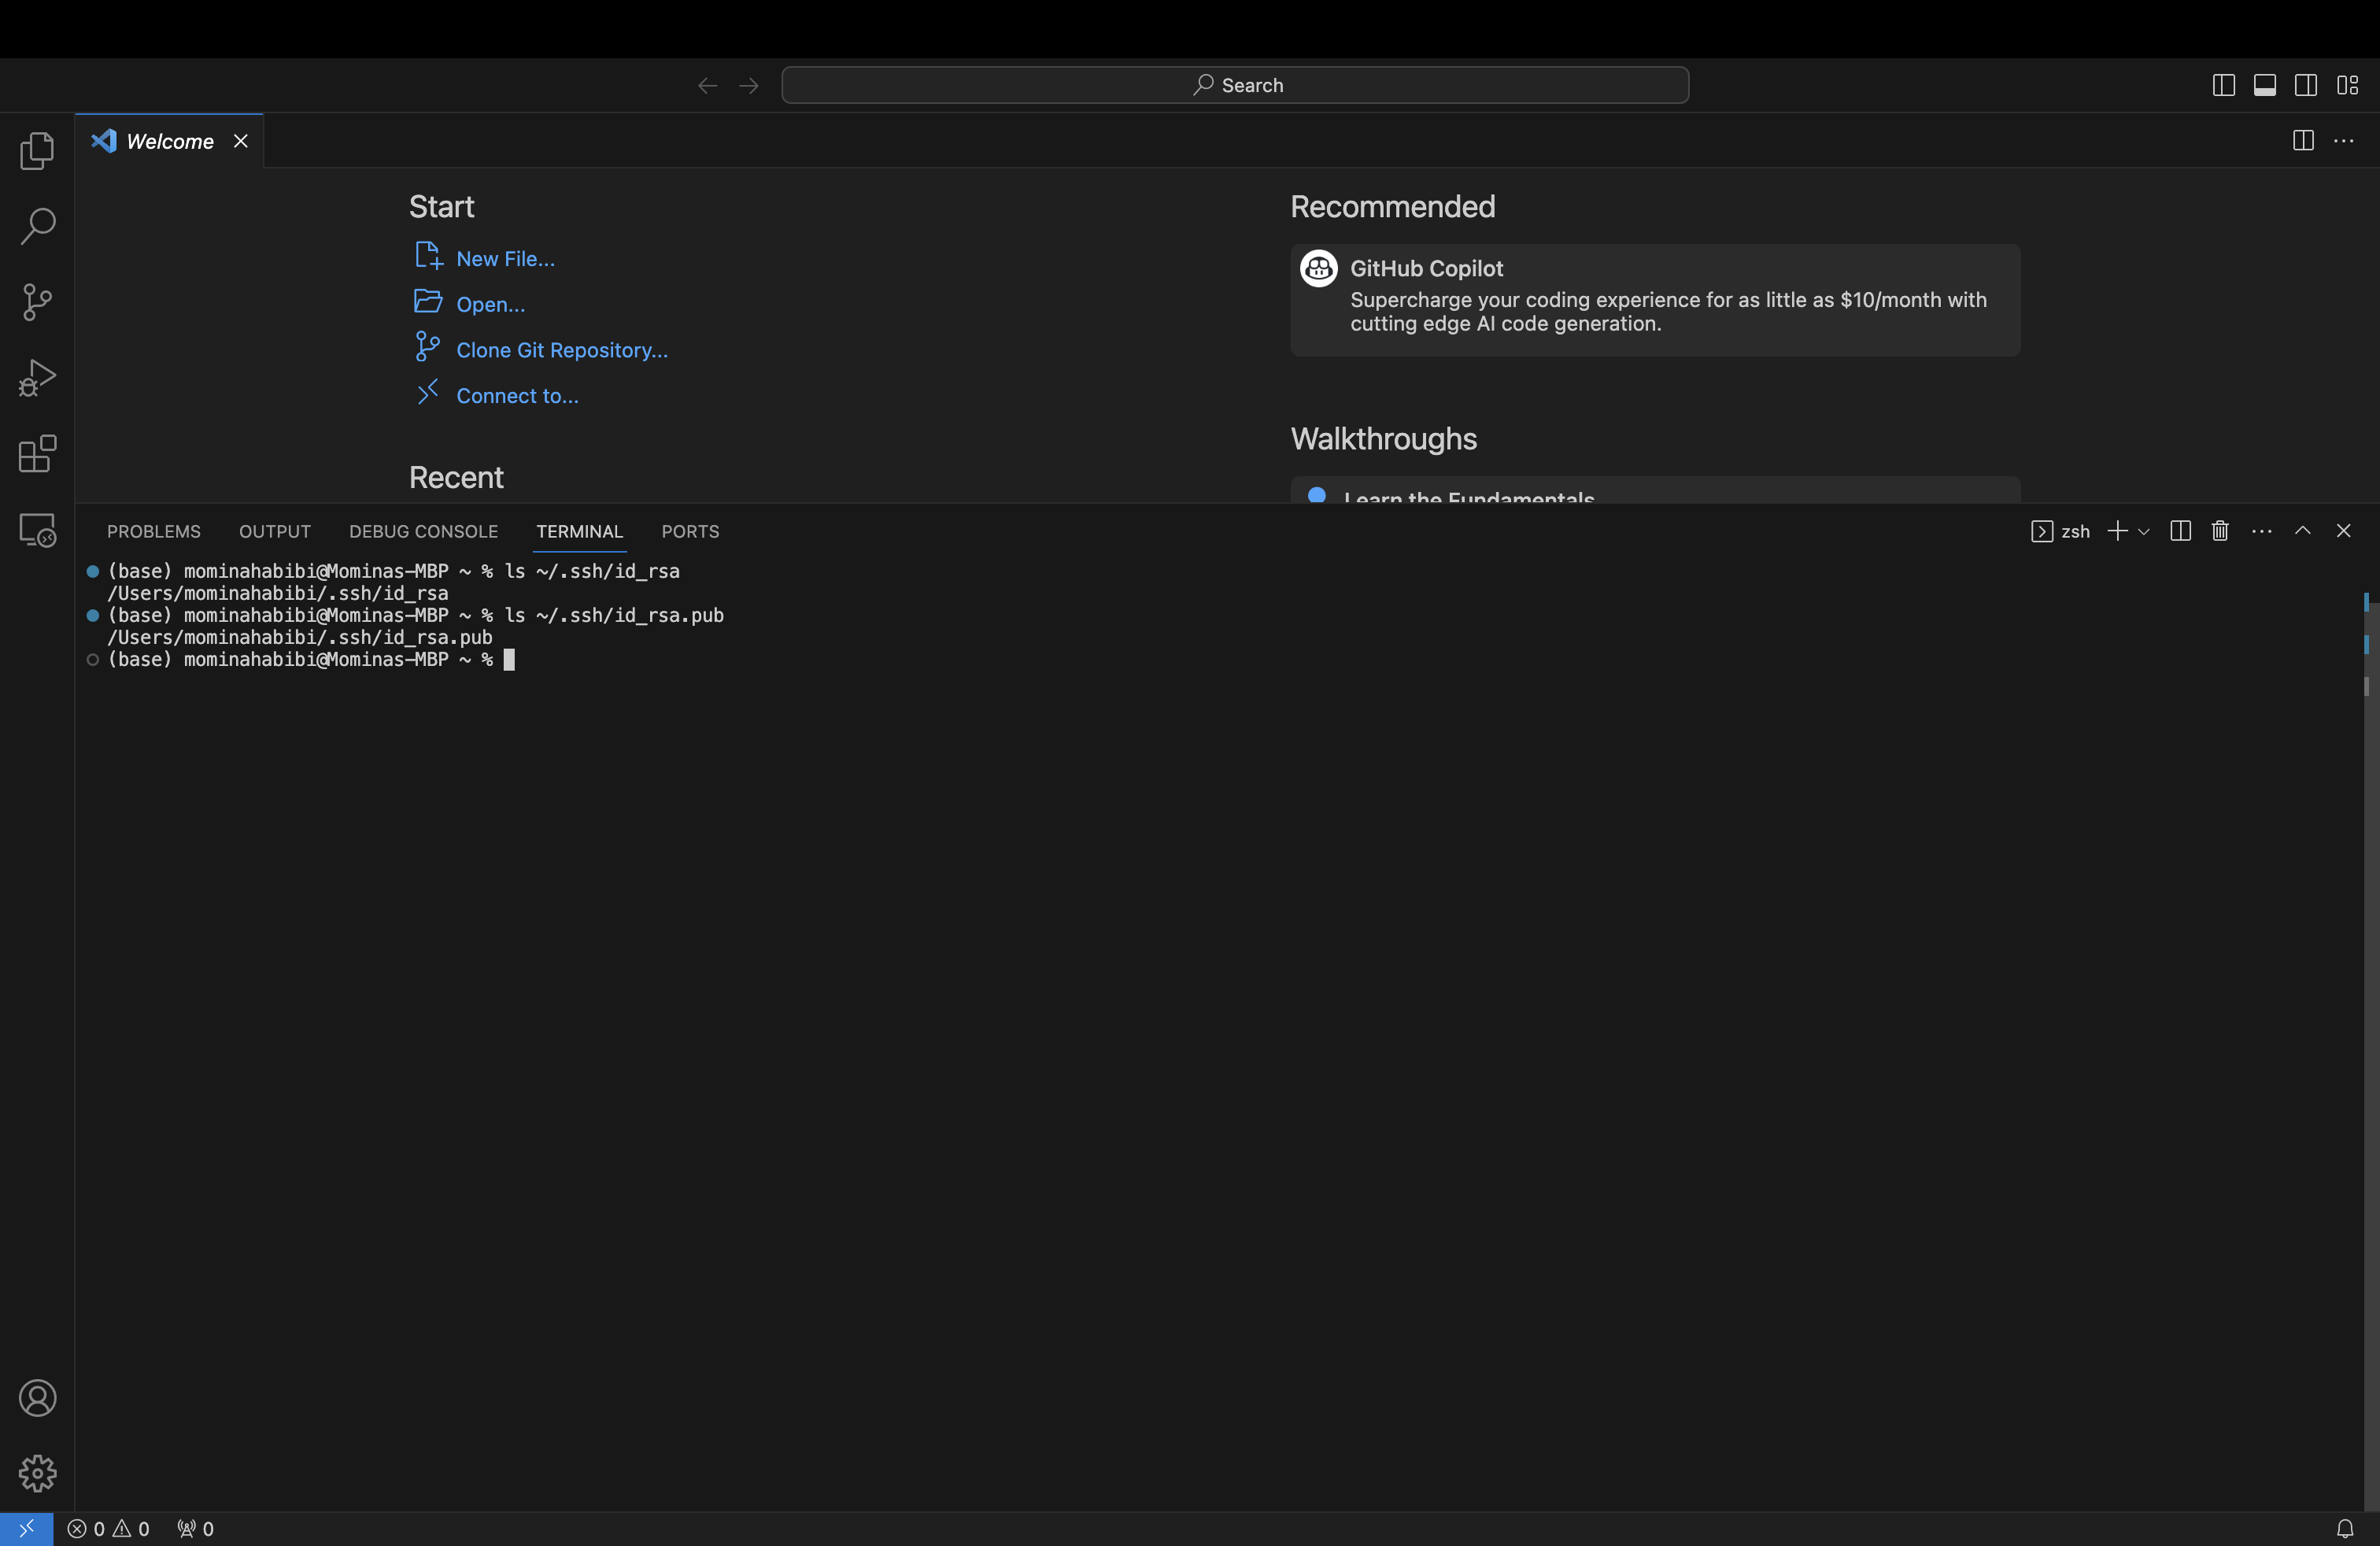 Search
Welcome
Start
New File...
Open...
Clone Git Repository...
Connect to...
Recent
Recommended
GitHub Copilot
Supercharge your coding experience for as little as $10/month with
cutting edge AI code generation.
Walkthroughs
Learn the Fundamentals
PROBLEMS OUTPUT DEBUG CONSOLE TERMINAL PORTS
zsh
(base) mominahabibi@Mominas-MBP ~ % ls ~/.ssh/id_rsa
/Users/mominahabibi/.ssh/id_rsa
(base) mominahabibi@Mominas-MBP ~ % ls ~/.ssh/id_rsa.pub
/Users/mominahabibi/.ssh/id_rsa.pub
(base) mominahabibi@Mominas-MBP ~ %
0 0 0